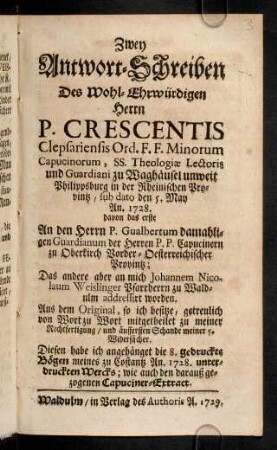 Zwey
Antwort-Schreiben
Des Wohl-Ehrwürdigen
Herrn
P. CRESCENTIS
Clepsariensis Ord. F. F. Minorum
Capucinorum, SS. Theologiæ Lectoris
und Guardiani zu Waghäusel unweit
Philippsburg in der Rheinischen Pro-
vintz / sub dato den 5. May
An. 1728.
davon das erste
An den Herrn P. Gualbertum damahli-
gen Guardianum der Herren P. P. Capucinern
zu Oberkirch Vorder-Oesterreichischer
Provintz;
Das andere aber an mich Johannem Nico-
laum Weislinger Pfarrherrn zu Wald-
ulm addressirt worden.
Aus dem Original, so ich besitze, getreulich
von Wort zu Wort mitgetheilet zu meiner
Rechtfertigung / und äussersten Schande meiner
Widersacher.
Diesen habe ich angehänget die 8. gedruckte
Bögen meines zu Costantz An. 1728. unter-
druckten Wercks; wie auch den darauß ge-
zogenen Capuciner-Extract.
Walduhn / in Verlag des Authoris A. 1729.